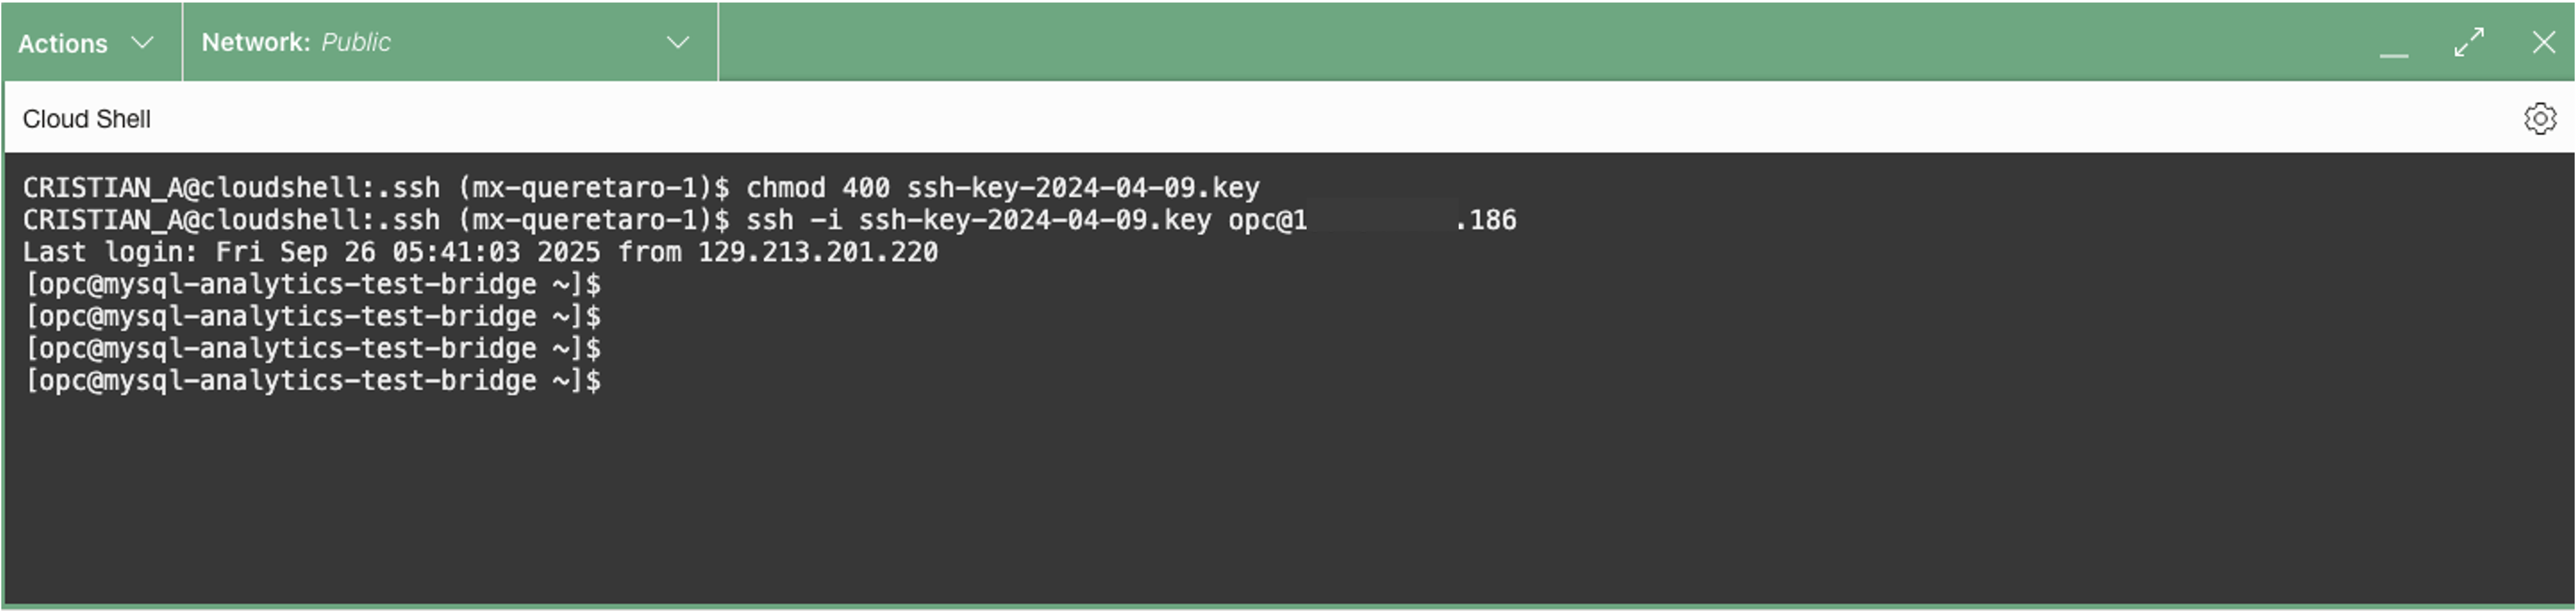 Actions Network: Public
Cloud Shell
CRISTIAN_A@cloudshell:.ssh (mx-queretaro-1)$ chmod 400 ssh-key-2024-04-09.key
CRISTIAN_A@cloudshell:.ssh (mx-queretaro-1)$ ssh -i ssh-key-2024-04-09.key opc@1 .186
Last login: Fri Sep 26 05:41:03 2025 from 129.213.201.220
[opc@mysql-analytics-test-bridge ~]$
[opc@mysql-analytics-test-bridge ~]$
[opc@mysql-analytics-test-bridge ~]$
[opc@mysql-analytics-test-bridge ~]$